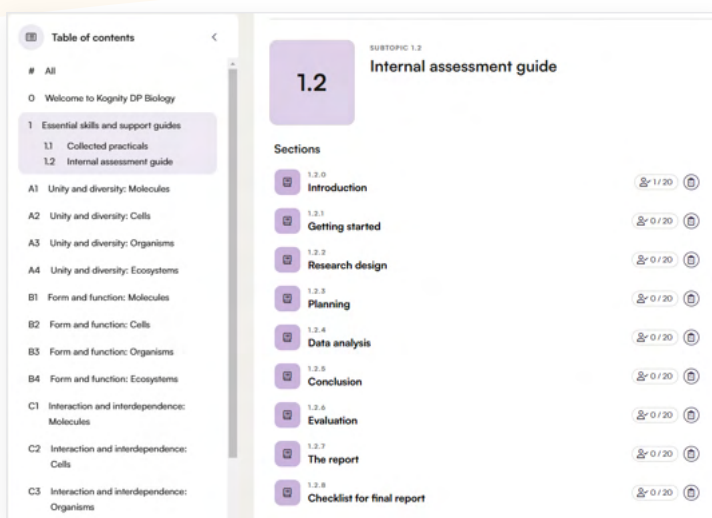 Table of contents
# All
0 Welcome to Kognity DP Biology
1 Essential skills and support guides
1.1 Collected practicals
1.2 Internal assessment guide
A1 Unity and diversity: Molecules
A2 Unity and diversity: Cells
A3 Unity and diversity: Organisms
A4 Unity and diversity: Ecosystems
B1 Form and function: Molecules
B2 Form and function: Cells
B3 Form and function: Organisms
B4 Form and function: Ecosystems
C1 Interaction and interdependence:
Molecules
C2 Interaction and interdependence:
Cells
C3 Interaction and interdependence:
Organisms
1.2
SUBTOPIC 1.2
Internal assessment guide
Sections
1.2.0
Introduction
1/20
1.2.1
Getting started
0/20
1.2.2
Research design
0/20
1.2.3
Planning
0/20
1.2.4
Data analysis
0/20
1.2.5
Conclusion
0/20
1.2.6
Evaluation
0/20
1.2.7
The report
0/20
1.2.8
Checklist for final report
0/20